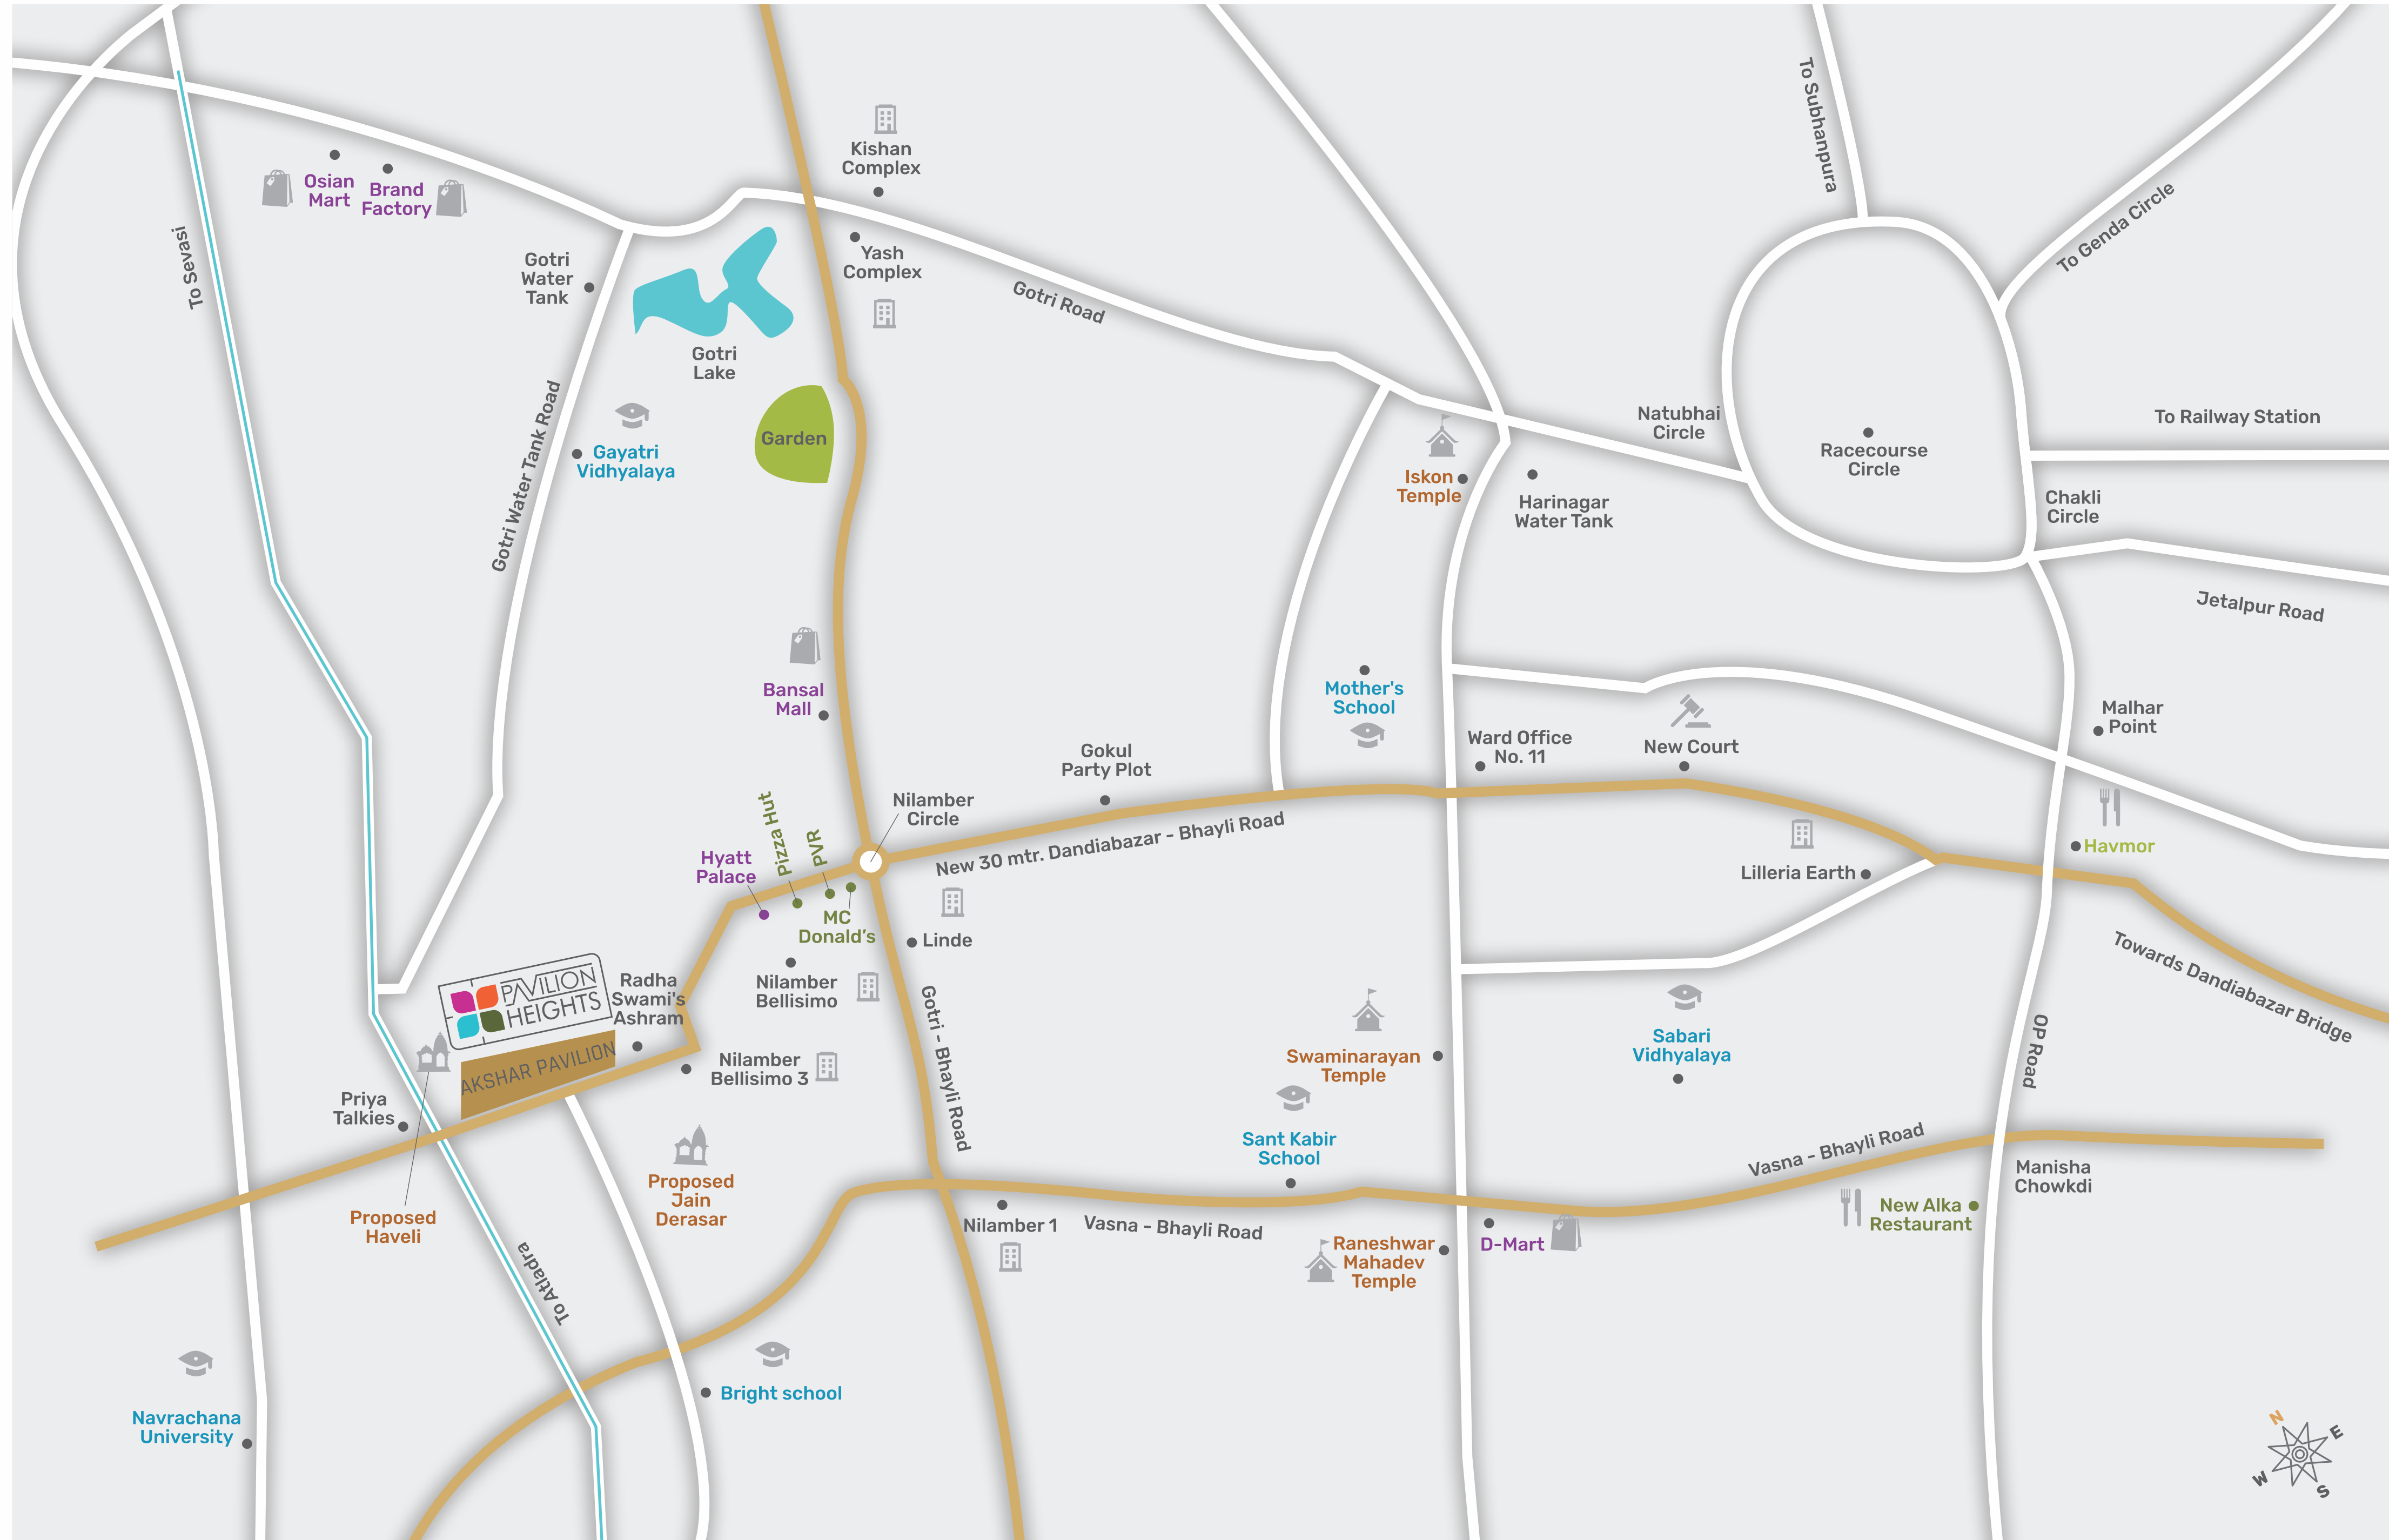 To Subhanpura
Kishan
Complex
Osian
Mart
Brand
Factory
To Sevasi
Gotri
Water
Tank
Yash
Complex
Gotri Road
To Genda Circle
Gotri
Lake
Garden
Gotri Water Tank Road
Gayatri
Vidhyalaya
Natubhai
Circle
Racecourse
Circle
To Railway Station
Iskon
Temple
Harinagar
Water Tank
Chakli
Circle
Jetalpur Road
Bansal
Mall
Mother's
School
Ward Office
No. 11
New Court
Malhar
Point
Gokul
Party Plot
Nilamber
Circle
Pizza Hut
PVR
Hyatt
Palace
New 30 mtr. Dandiabazar - Bhayli Road
Lilleria Earth
Havmor
MC
Donald's
Linde
Towards Dandiabazar Bridge
PAVILION
HEIGHTS
AKSHAR PAVILION
Radha
Swami's
Ashram
Nilamber
Bellisimo
Gotri - Bhayli Road
Nilamber
Bellisimo 3
Swaminarayan
Temple
Sabari
Vidhyalaya
OP Road
Priya
Talkies
Sant Kabir
School
Vasna - Bhayli Road
Manisha
Chowkdi
Proposed
Jain
Derasar
Proposed
Haveli
Nilamber 1
Vasna - Bhayli Road
Raneshwar
Mahadev
Temple
D-Mart
New Alka
Restaurant
To Atladra
Bright school
Navrachana
University
N
E
W
S